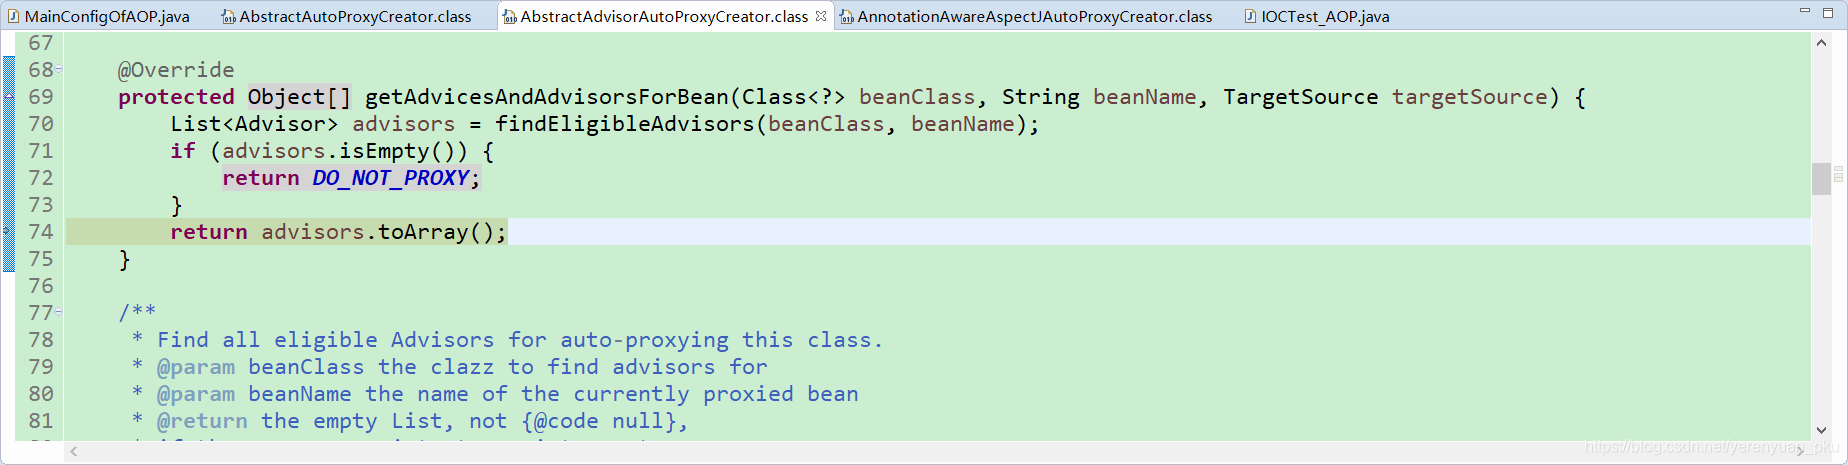 MainConfigOfAOP.java AbstractAutoProxyCreator.class AbstractAdvisorAutoProxyCreator.class AnnotationAwareAspectJAutoProxyCreator.class IOCTest_AOP.java
67
68 @Override
69 protected Object[] getAdvicesAndAdvisorsForBean(Class<?> beanClass, String beanName, TargetSource targetSource) {
70 List<Advisor> advisors = findEligibleAdvisors(beanClass, beanName);
71 if (advisors.isEmpty()) {
72 return DO_NOT_PROXY;
73 }
74 return advisors.toArray();
75 }
76
77 /**
78 * Find all eligible Advisors for auto-proxying this class.
79 * @param beanClass the clazz to find advisors for
80 * @param beanName the name of the currently proxied bean
81 * @return the empty List, not {@code null},
https://blog.csdn.net/yerenyuan_pku